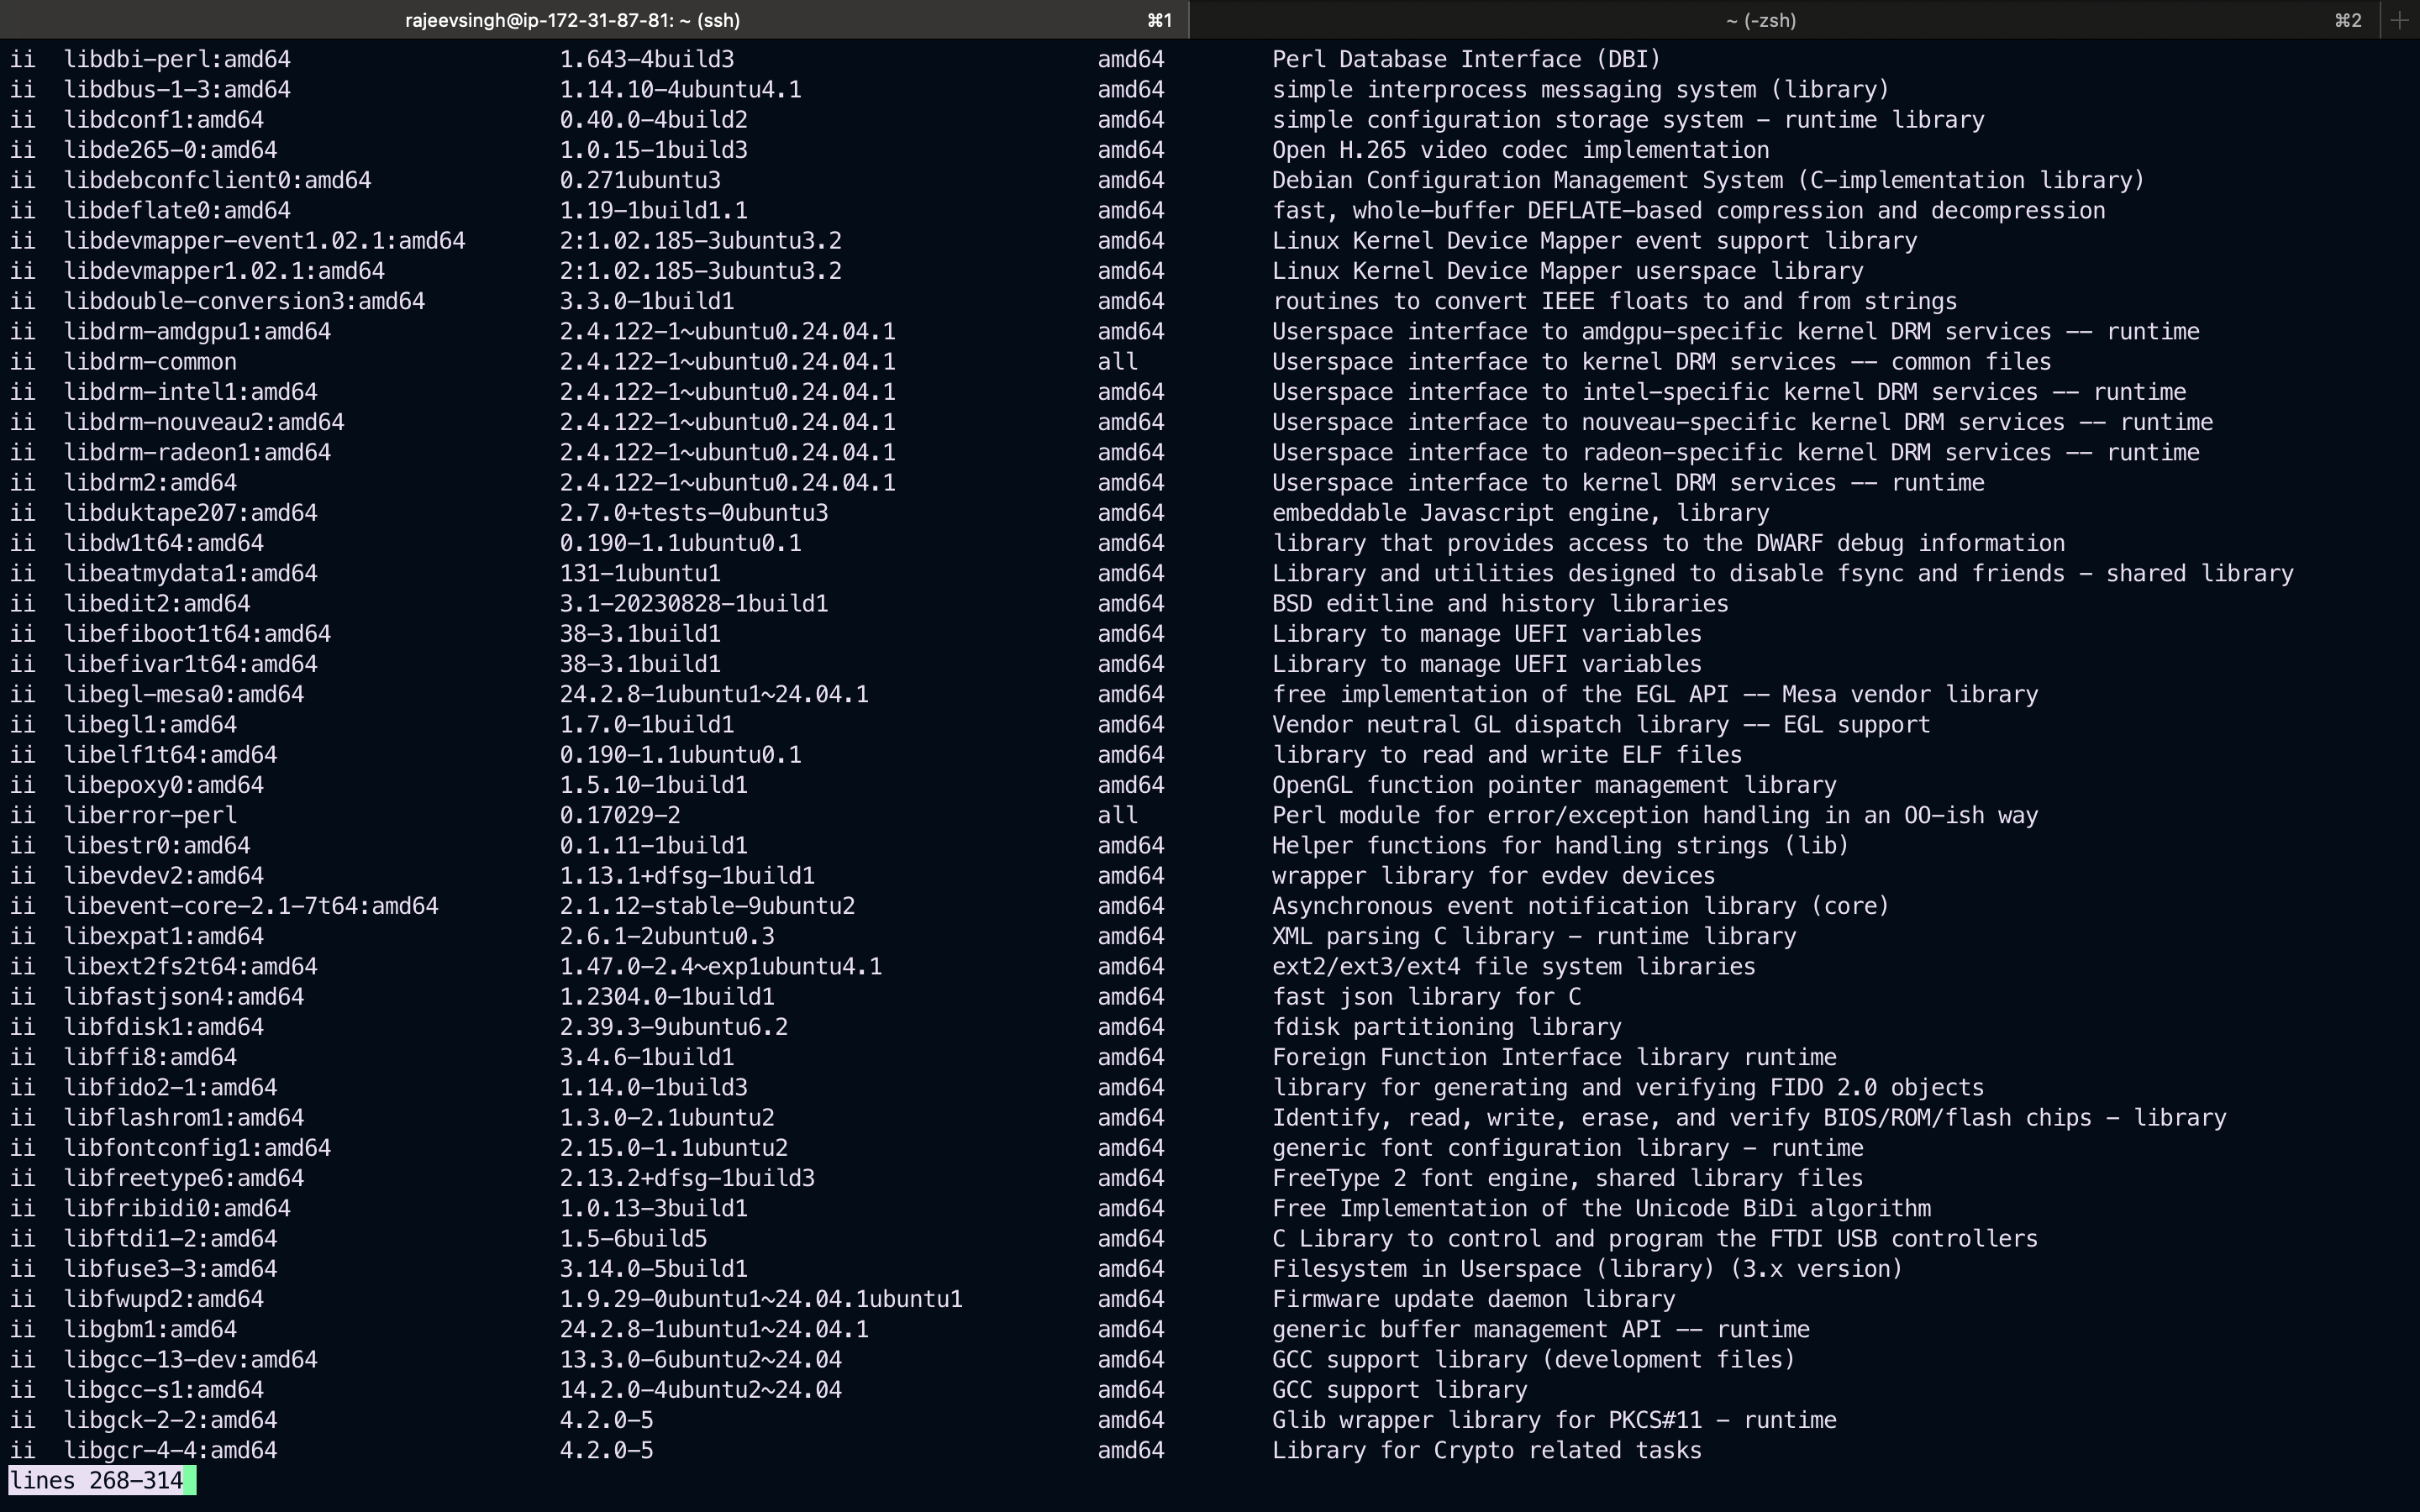 rajeevsingh@ip-172-31-87-81: ~ (ssh) ⌘1 ~ (-zsh) ⌘2 +
ii libdbi-perl:amd64 1.643-4build3 amd64 Perl Database Interface (DBI)
ii libdbus-1-3:amd64 1.14.10-4ubuntu4.1 amd64 simple interprocess messaging system (library)
ii libdconf1:amd64 0.40.0-4build2 amd64 simple configuration storage system - runtime library
ii libde265-0:amd64 1.0.15-1build3 amd64 Open H.265 video codec implementation
ii libdebconfclient0:amd64 0.271ubuntu3 amd64 Debian Configuration Management System (C-implementation library)
ii libdeflate0:amd64 1.19-1build1.1 amd64 fast, whole-buffer DEFLATE-based compression and decompression
ii libdevmapper-event1.02.1:amd64 2:1.02.185-3ubuntu3.2 amd64 Linux Kernel Device Mapper event support library
ii libdevmapper1.02.1:amd64 2:1.02.185-3ubuntu3.2 amd64 Linux Kernel Device Mapper userspace library
ii libdouble-conversion3:amd64 3.3.0-1build1 amd64 routines to convert IEEE floats to and from strings
ii libdrm-amdgpu1:amd64 2.4.122-1~ubuntu0.24.04.1 amd64 Userspace interface to amdgpu-specific kernel DRM services -- runtime
ii libdrm-common 2.4.122-1~ubuntu0.24.04.1 all Userspace interface to kernel DRM services -- common files
ii libdrm-intel1:amd64 2.4.122-1~ubuntu0.24.04.1 amd64 Userspace interface to intel-specific kernel DRM services -- runtime
ii libdrm-nouveau2:amd64 2.4.122-1~ubuntu0.24.04.1 amd64 Userspace interface to nouveau-specific kernel DRM services -- runtime
ii libdrm-radeon1:amd64 2.4.122-1~ubuntu0.24.04.1 amd64 Userspace interface to radeon-specific kernel DRM services -- runtime
ii libdrm2:amd64 2.4.122-1~ubuntu0.24.04.1 amd64 Userspace interface to kernel DRM services -- runtime
ii libduktape207:amd64 2.7.0+tests-0ubuntu3 amd64 embeddable Javascript engine, library
ii libdw1t64:amd64 0.190-1.1ubuntu0.1 amd64 library that provides access to the DWARF debug information
ii libeatmydata1:amd64 131-1ubuntu1 amd64 Library and utilities designed to disable fsync and friends - shared library
ii libedit2:amd64 3.1-20230828-1build1 amd64 BSD editline and history libraries
ii libefiboot1t64:amd64 38-3.1build1 amd64 Library to manage UEFI variables
ii libefivar1t64:amd64 38-3.1build1 amd64 Library to manage UEFI variables
ii libegl-mesa0:amd64 24.2.8-1ubuntu1~24.04.1 amd64 free implementation of the EGL API -- Mesa vendor library
ii libegl1:amd64 1.7.0-1build1 amd64 Vendor neutral GL dispatch library -- EGL support
ii libelf1t64:amd64 0.190-1.1ubuntu0.1 amd64 library to read and write ELF files
ii libepoxy0:amd64 1.5.10-1build1 amd64 OpenGL function pointer management library
ii liberror-perl 0.17029-2 all Perl module for error/exception handling in an OO-ish way
ii libestr0:amd64 0.1.11-1build1 amd64 Helper functions for handling strings (lib)
ii libevdev2:amd64 1.13.1+dfsg-1build1 amd64 wrapper library for evdev devices
ii libevent-core-2.1-7t64:amd64 2.1.12-stable-9ubuntu2 amd64 Asynchronous event notification library (core)
ii libexpat1:amd64 2.6.1-2ubuntu0.3 amd64 XML parsing C library - runtime library
ii libext2fs2t64:amd64 1.47.0-2.4~exp1ubuntu4.1 amd64 ext2/ext3/ext4 file system libraries
ii libfastjson4:amd64 1.2304.0-1build1 amd64 fast json library for C
ii libfdisk1:amd64 2.39.3-9ubuntu6.2 amd64 fdisk partitioning library
ii libffi8:amd64 3.4.6-1build1 amd64 Foreign Function Interface library runtime
ii libfido2-1:amd64 1.14.0-1build3 amd64 library for generating and verifying FIDO 2.0 objects
ii libflashrom1:amd64 1.3.0-2.1ubuntu2 amd64 Identify, read, write, erase, and verify BIOS/ROM/flash chips - library
ii libfontconfig1:amd64 2.15.0-1.1ubuntu2 amd64 generic font configuration library - runtime
ii libfreetype6:amd64 2.13.2+dfsg-1build3 amd64 FreeType 2 font engine, shared library files
ii libfribidi0:amd64 1.0.13-3build1 amd64 Free Implementation of the Unicode BiDi algorithm
ii libftdi1-2:amd64 1.5-6build5 amd64 C Library to control and program the FTDI USB controllers
ii libfuse3-3:amd64 3.14.0-5build1 amd64 Filesystem in Userspace (library) (3.x version)
ii libfwupd2:amd64 1.9.29-0ubuntu1~24.04.1ubuntu1 amd64 Firmware update daemon library
ii libgbm1:amd64 24.2.8-1ubuntu1~24.04.1 amd64 generic buffer management API -- runtime
ii libgcc-13-dev:amd64 13.3.0-6ubuntu2~24.04 amd64 GCC support library (development files)
ii libgcc-s1:amd64 14.2.0-4ubuntu2~24.04 amd64 GCC support library
ii libgck-2-2:amd64 4.2.0-5 amd64 Glib wrapper library for PKCS#11 - runtime
ii libgcr-4-4:amd64 4.2.0-5 amd64 Library for Crypto related tasks
lines 268-314